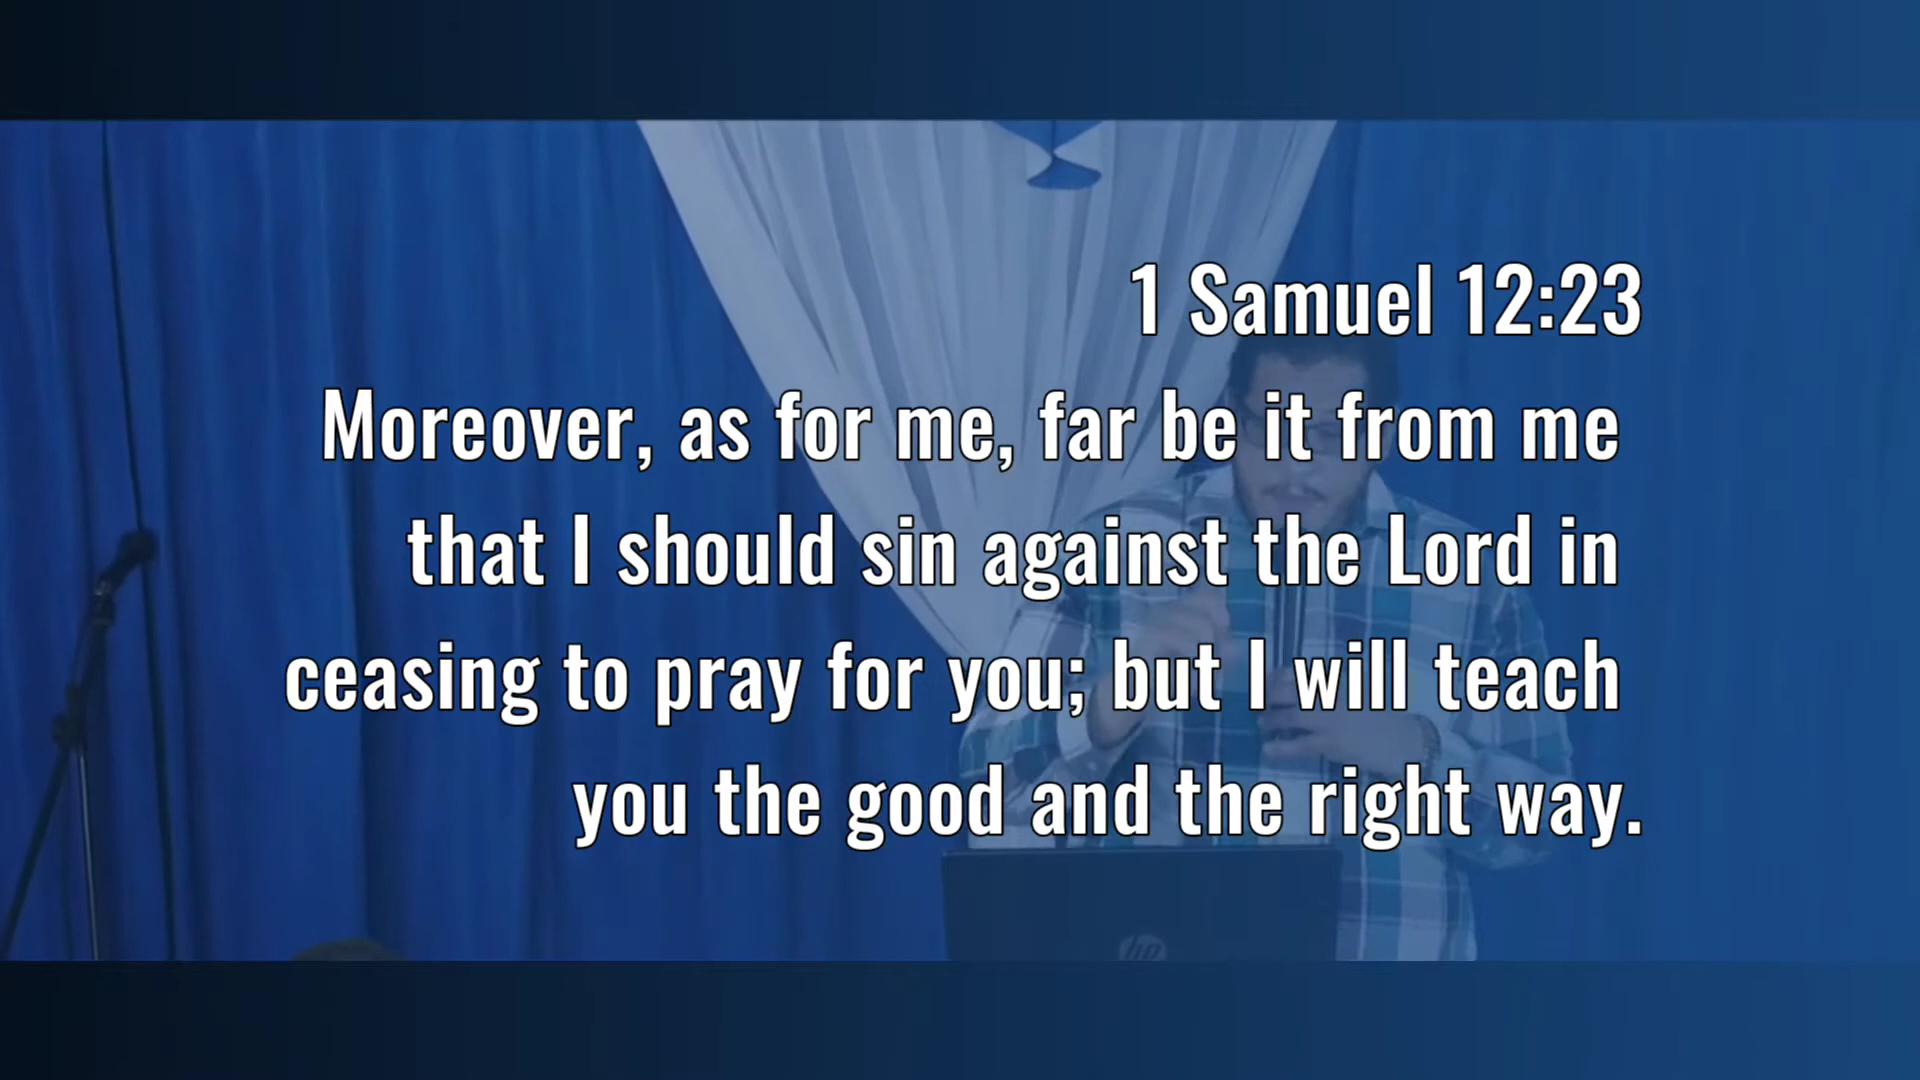 1 Samuel 12:23
Moreover, as for me, far be it from me
that I should sin against the Lord in
ceasing to pray for you; but I will teach
you the good and the right way.
hp